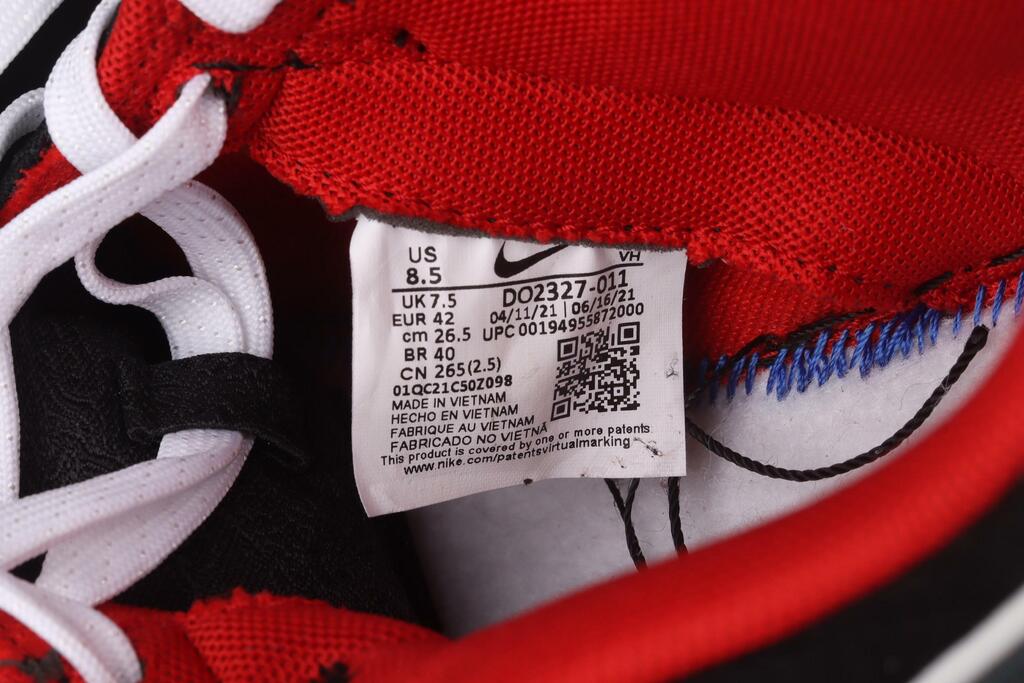 US
8.5
VH
UK 7.5
DO2327-011
EUR 42
04/11/21 | 06/16/21
cm 26.5
UPC 00194955872000
BR 40
CN 265(2.5)
01QC21C50Z098
MADE IN VIETNAM
HECHO EN VIETNAM
FABRIQUE AU VIETNAM
FABRICADO NO VIETNÃ
This product is covered by one or more patents.
www.nike.com/patentsvirtualmarking